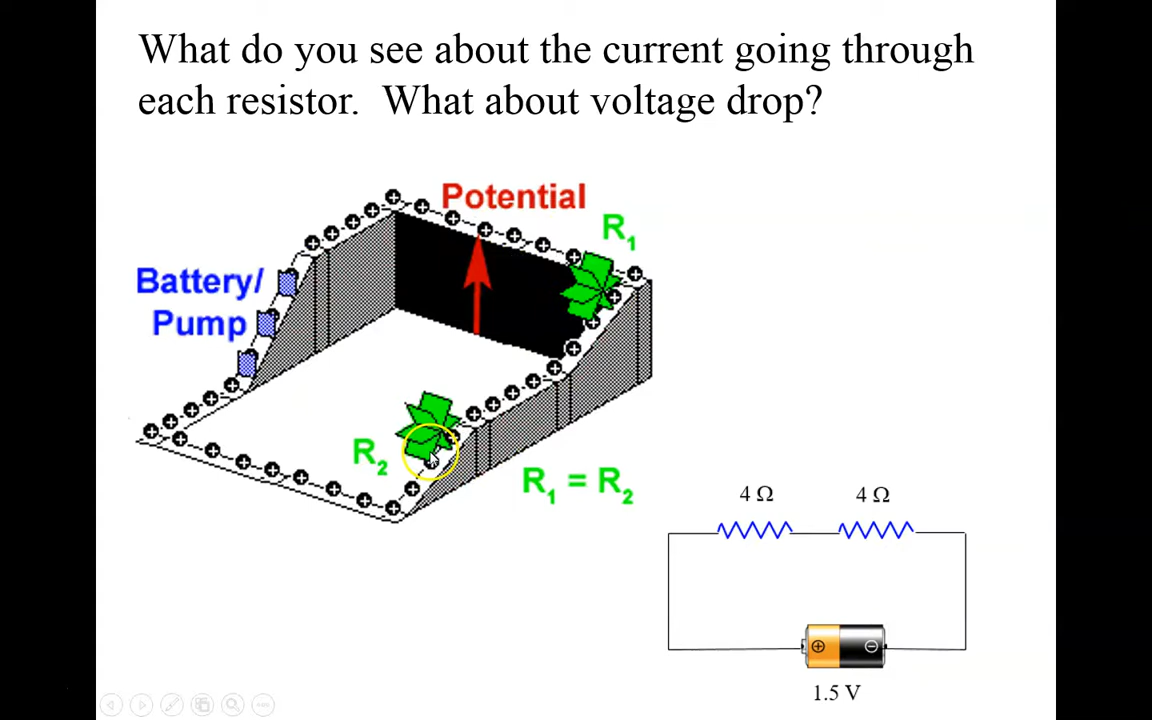 What do you see about the current going through
each resistor.  What about voltage drop?
Potential
R₁
Battery/
Pump
R₂
R₁ = R₂
4 Ω
4 Ω
1.5 V